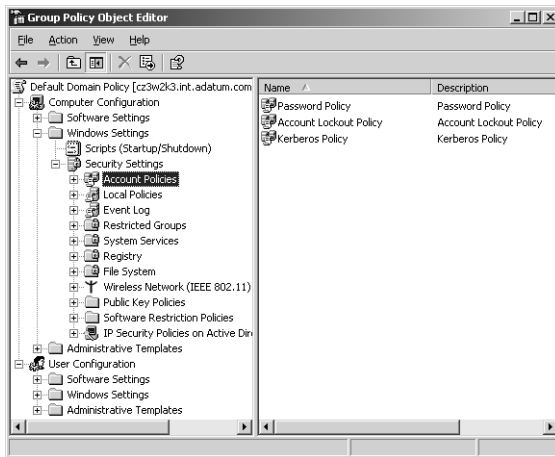 Group Policy Object Editor
File Action View Help
Default Domain Policy [cz3w2k3.int.adatum.com
Computer Configuration
Software Settings
Windows Settings
Scripts (Startup/Shutdown)
Security Settings
Account Policies
Local Policies
Event Log
Restricted Groups
System Services
Registry
File System
Wireless Network (IEEE 802.11)
Public Key Policies
Software Restriction Policies
IP Security Policies on Active Dire
Administrative Templates
User Configuration
Software Settings
Windows Settings
Administrative Templates
Name Description
Password Policy Password Policy
Account Lockout Policy Account Lockout Policy
Kerberos Policy Kerberos Policy